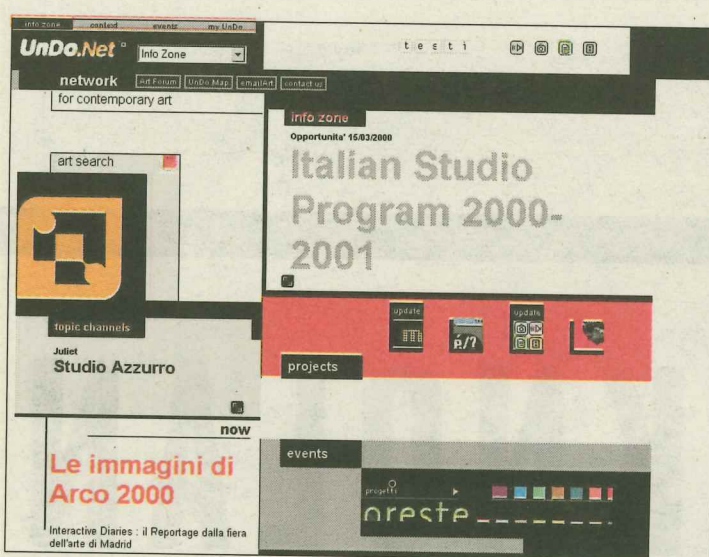 info zone context events my UnDo
UnDo.Net
Info Zone
testi
network
Art Forum UnDo Map emailArt contact us
for contemporary art
info zone
Opportunita' 15/03/2000
Italian Studio
Program 2000-
2001
art search
topic channels
Juliet
Studio Azzurro
update
update
é/?
projects
now
Le immagini di
Arco 2000
Interactive Diaries : il Reportage dalla fiera
dell'arte di Madrid
events
progetti
oreste